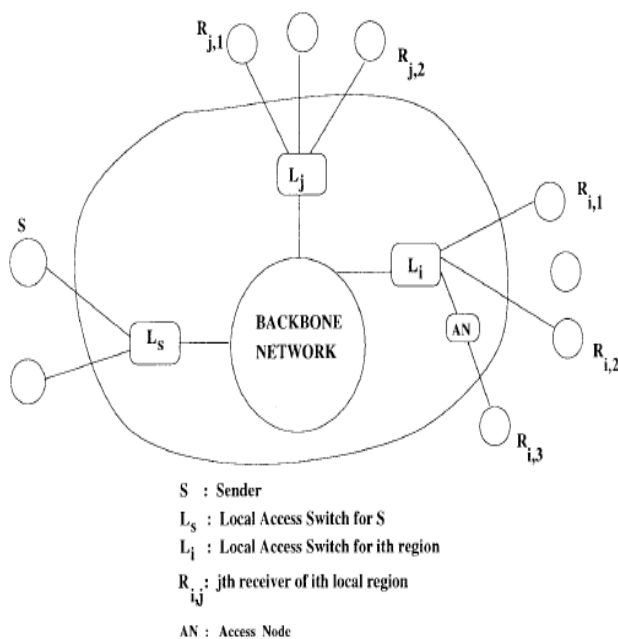 R j,1
R j,2
L j
R i,1
S
L i
BACKBONE
NETWORK
AN
L s
R i,2
R i,3
S : Sender
L s : Local Access Switch for S
L i : Local Access Switch for ith region
R i,j : jth receiver of ith local region
AN : Access Node